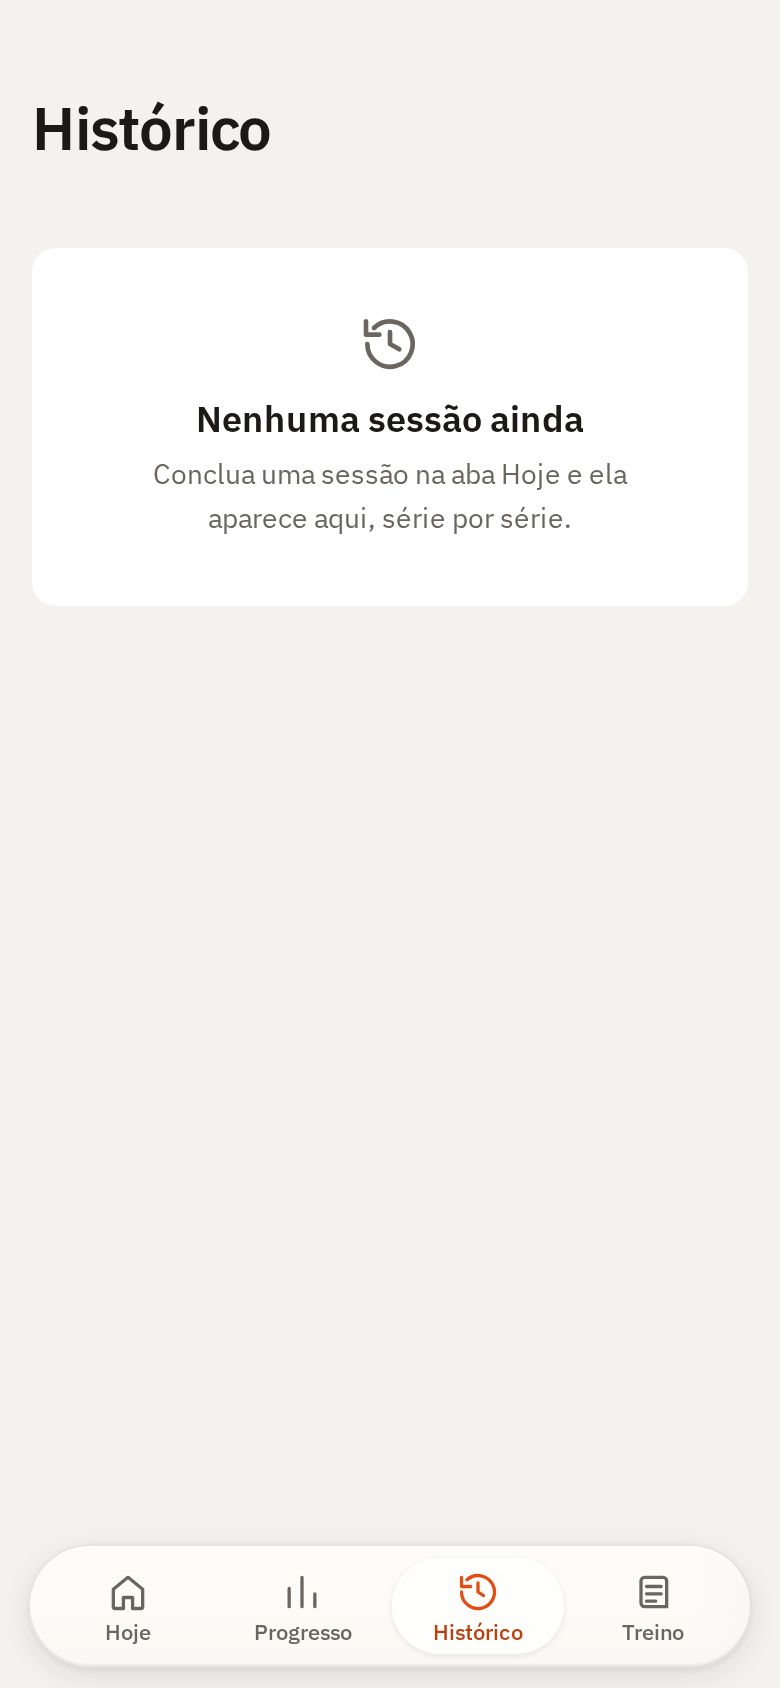 Histórico
Nenhuma sessão ainda
Conclua uma sessão na aba Hoje e ela
aparece aqui, série por série.
Hoje
Progresso
Histórico
Treino